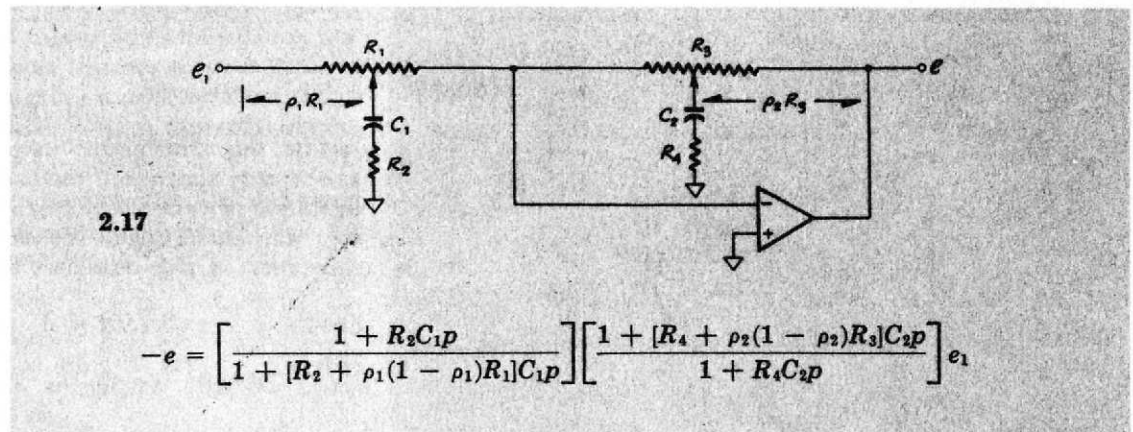 R₁ R₃
e₁ e
ρ₁R₁ C₁ C₂ ρ₂R₃
R₂ R₄
2.17
−
+
−e = [ (1 + R₂C₁p) / (1 + [R₂ + ρ₁(1 − ρ₁)R₁]C₁p) ] [ (1 + [R₄ + ρ₂(1 − ρ₂)R₃]C₂p) / (1 + R₄C₂p) ] e₁